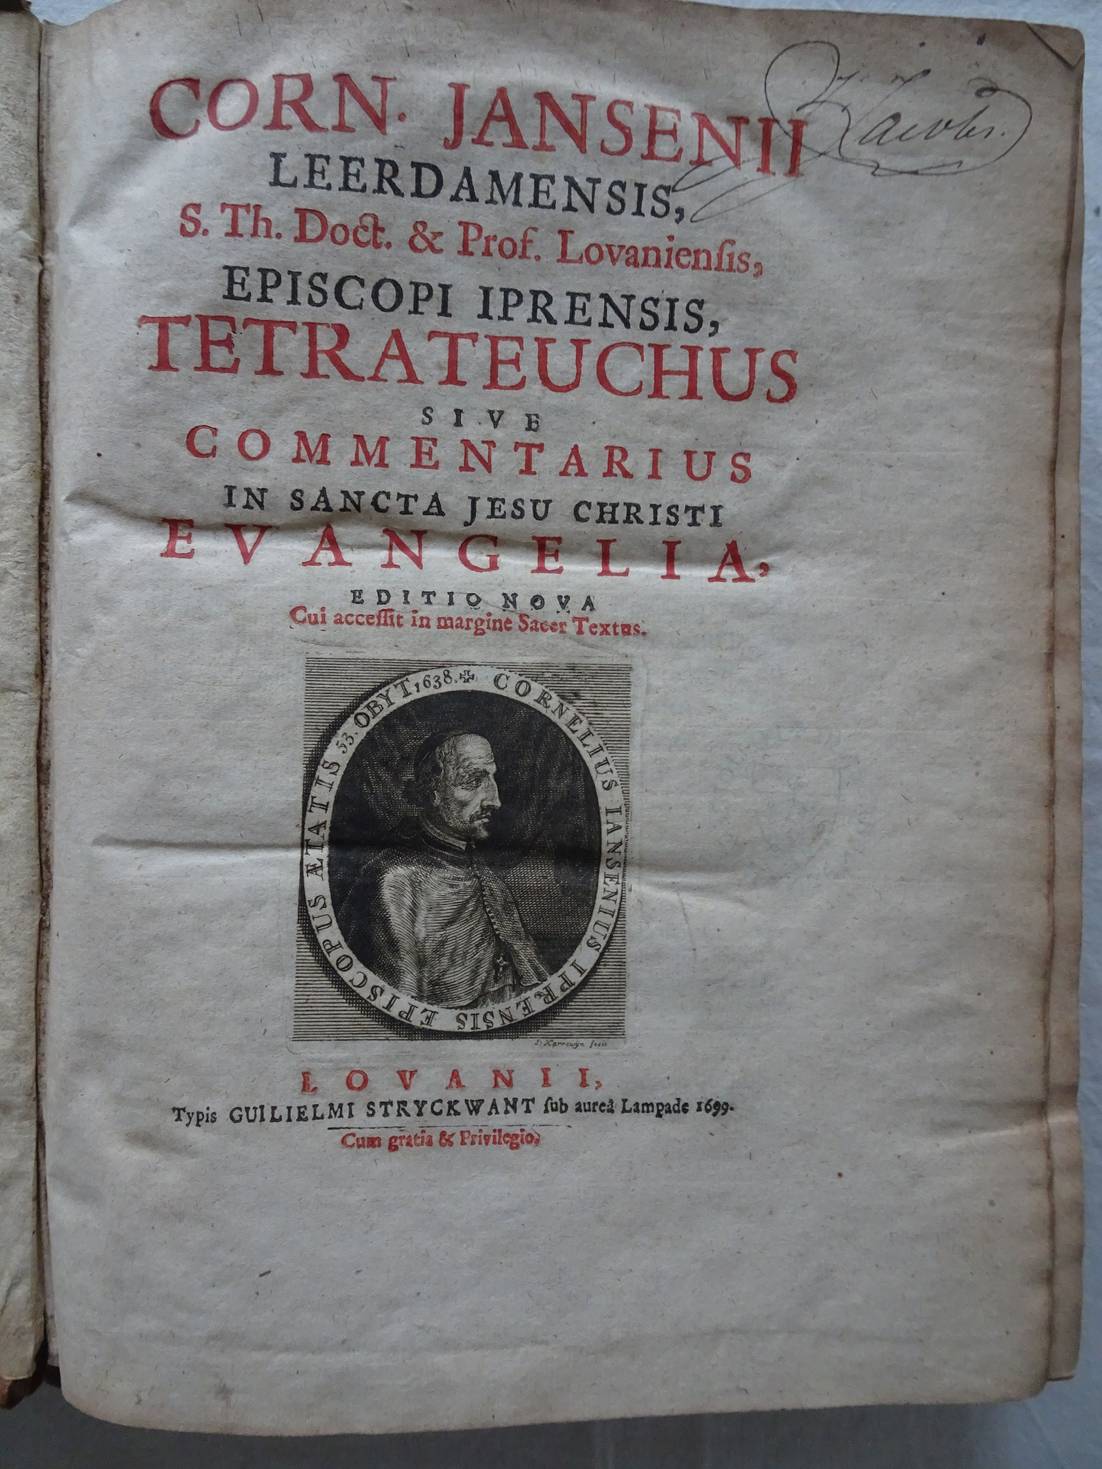 CORN. JANSENII
LEERDAMENSIS,
S. Th. Doct. & Prof. Lovanienſis,
EPISCOPI IPRENSIS,
TETRATEUCHUS
SIVE
COMMENTARIUS
IN SANCTA JESU CHRISTI
EVANGELIA,
EDITIO NOVA
Cui acceſſit in margine Sacer Textus.
CORNELIUS IANSENIUS IPRENSIS EPISCOPUS ÆTATIS 53. OBYT 1638. ✠
LOVANII,
Typis GUILIELMI STRYCKWANT ſub aureâ Lampade 1699.
Cum gratia & Privilegio,